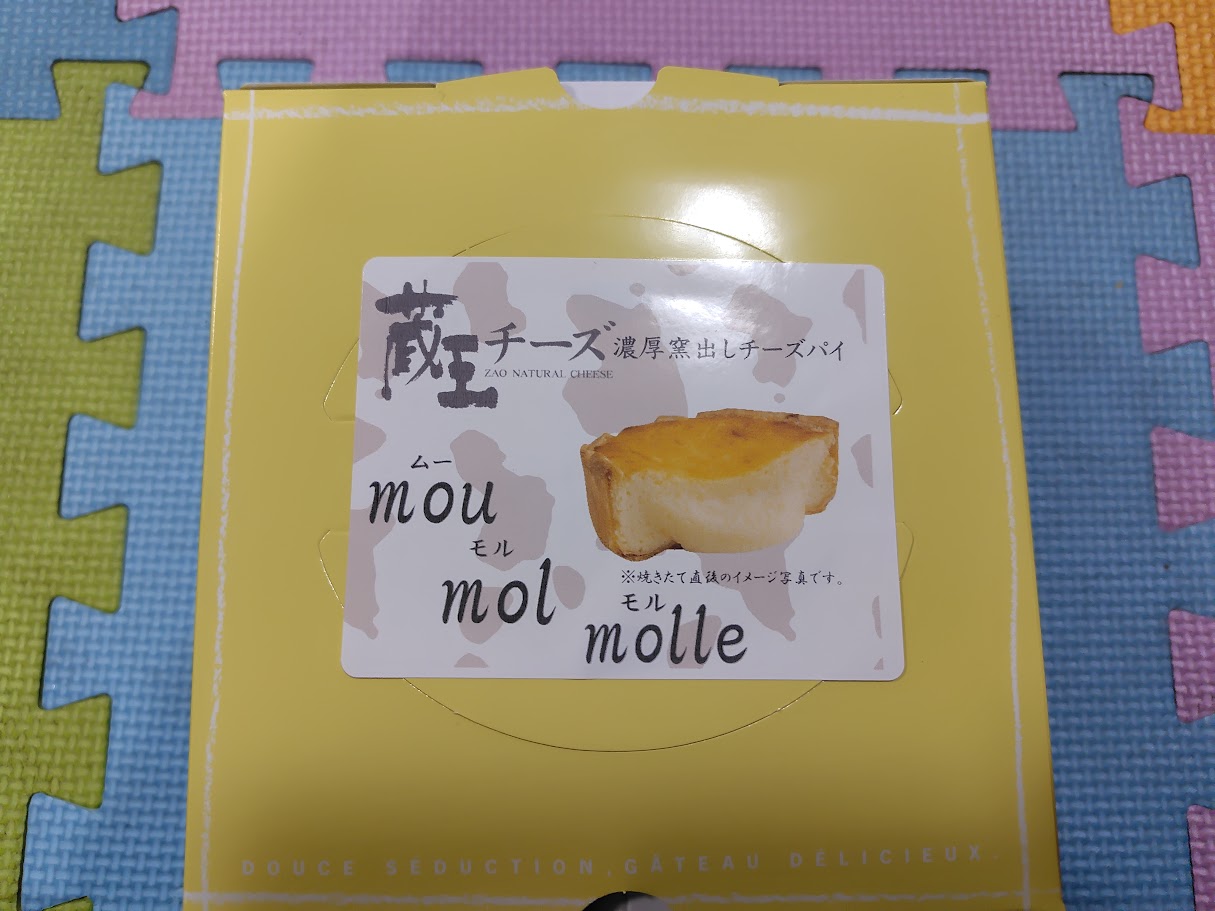 蔵王チーズ 濃厚窯出しチーズパイ
ZAO NATURAL CHEESE
ムー
mou
モル
mol
※焼きたて直後のイメージ写真です。
モル
molle
DOUCE SEDUCTION,GÂTEAU DÉLICIEUX.